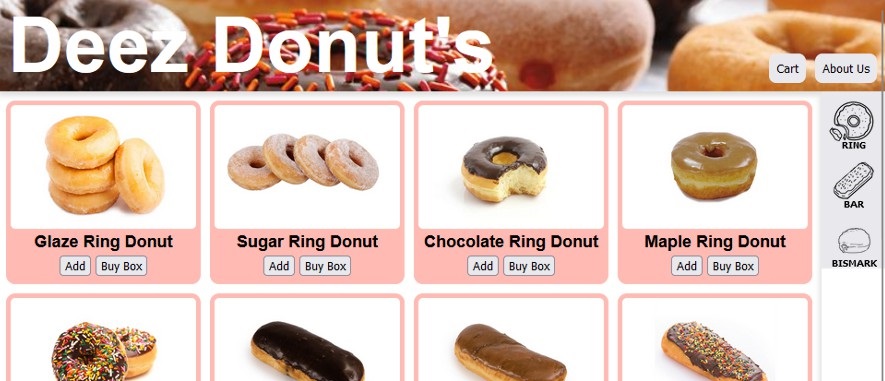 Deez Donut's
Cart
About Us
Glaze Ring Donut
Add
Buy Box
Sugar Ring Donut
Add
Buy Box
Chocolate Ring Donut
Add
Buy Box
Maple Ring Donut
Add
Buy Box
RING
BAR
BISMARK